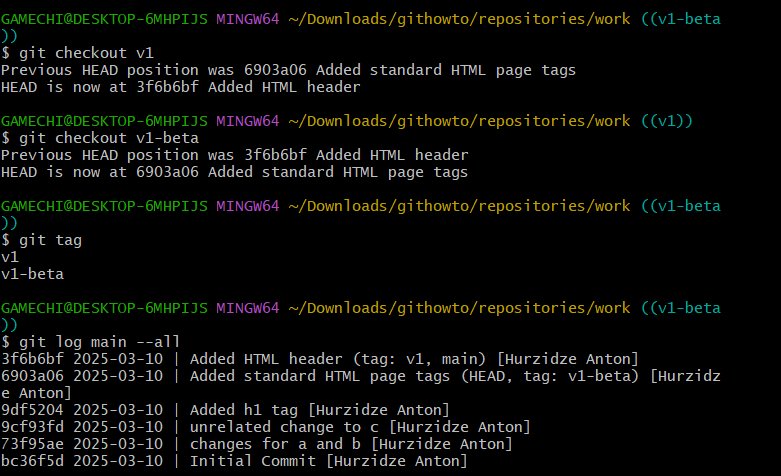 GAMECHI@DESKTOP-6MHPIJS MINGW64 ~/Downloads/githowto/repositories/work ((v1-beta
))
$ git checkout v1
Previous HEAD position was 6903a06 Added standard HTML page tags
HEAD is now at 3f6b6bf Added HTML header
GAMECHI@DESKTOP-6MHPIJS MINGW64 ~/Downloads/githowto/repositories/work ((v1))
$ git checkout v1-beta
Previous HEAD position was 3f6b6bf Added HTML header
HEAD is now at 6903a06 Added standard HTML page tags
GAMECHI@DESKTOP-6MHPIJS MINGW64 ~/Downloads/githowto/repositories/work ((v1-beta
))
$ git tag
v1
v1-beta
GAMECHI@DESKTOP-6MHPIJS MINGW64 ~/Downloads/githowto/repositories/work ((v1-beta
))
$ git log main --all
3f6b6bf 2025-03-10 | Added HTML header (tag: v1, main) [Hurzidze Anton]
6903a06 2025-03-10 | Added standard HTML page tags (HEAD, tag: v1-beta) [Hurzidz
e Anton]
9df5204 2025-03-10 | Added h1 tag [Hurzidze Anton]
9cf93fd 2025-03-10 | unrelated change to c [Hurzidze Anton]
73f95ae 2025-03-10 | changes for a and b [Hurzidze Anton]
bc36f5d 2025-03-10 | Initial Commit [Hurzidze Anton]